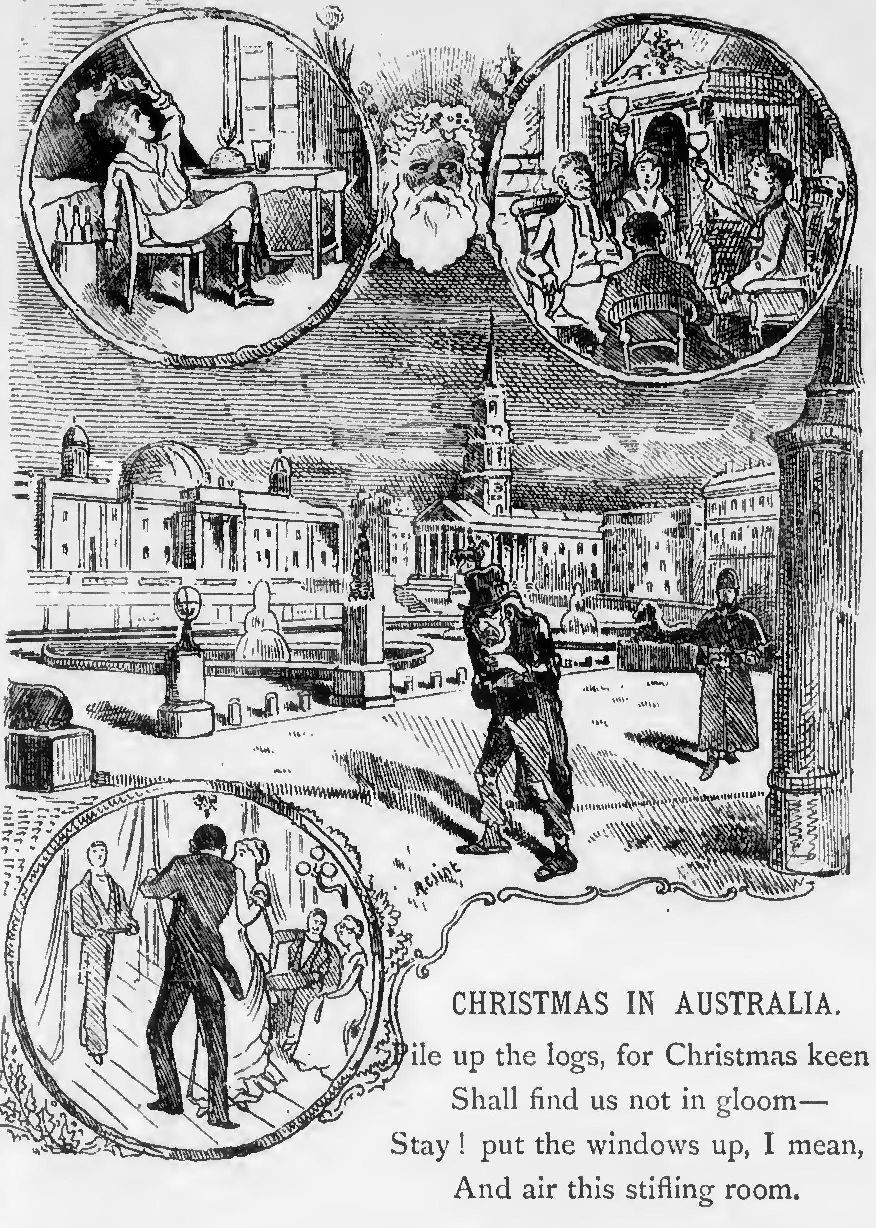 CHRISTMAS IN AUSTRALIA.
Pile up the logs, for Christmas keen
Shall find us not in gloom—
Stay! put the windows up, I mean,
And air this stifling room.